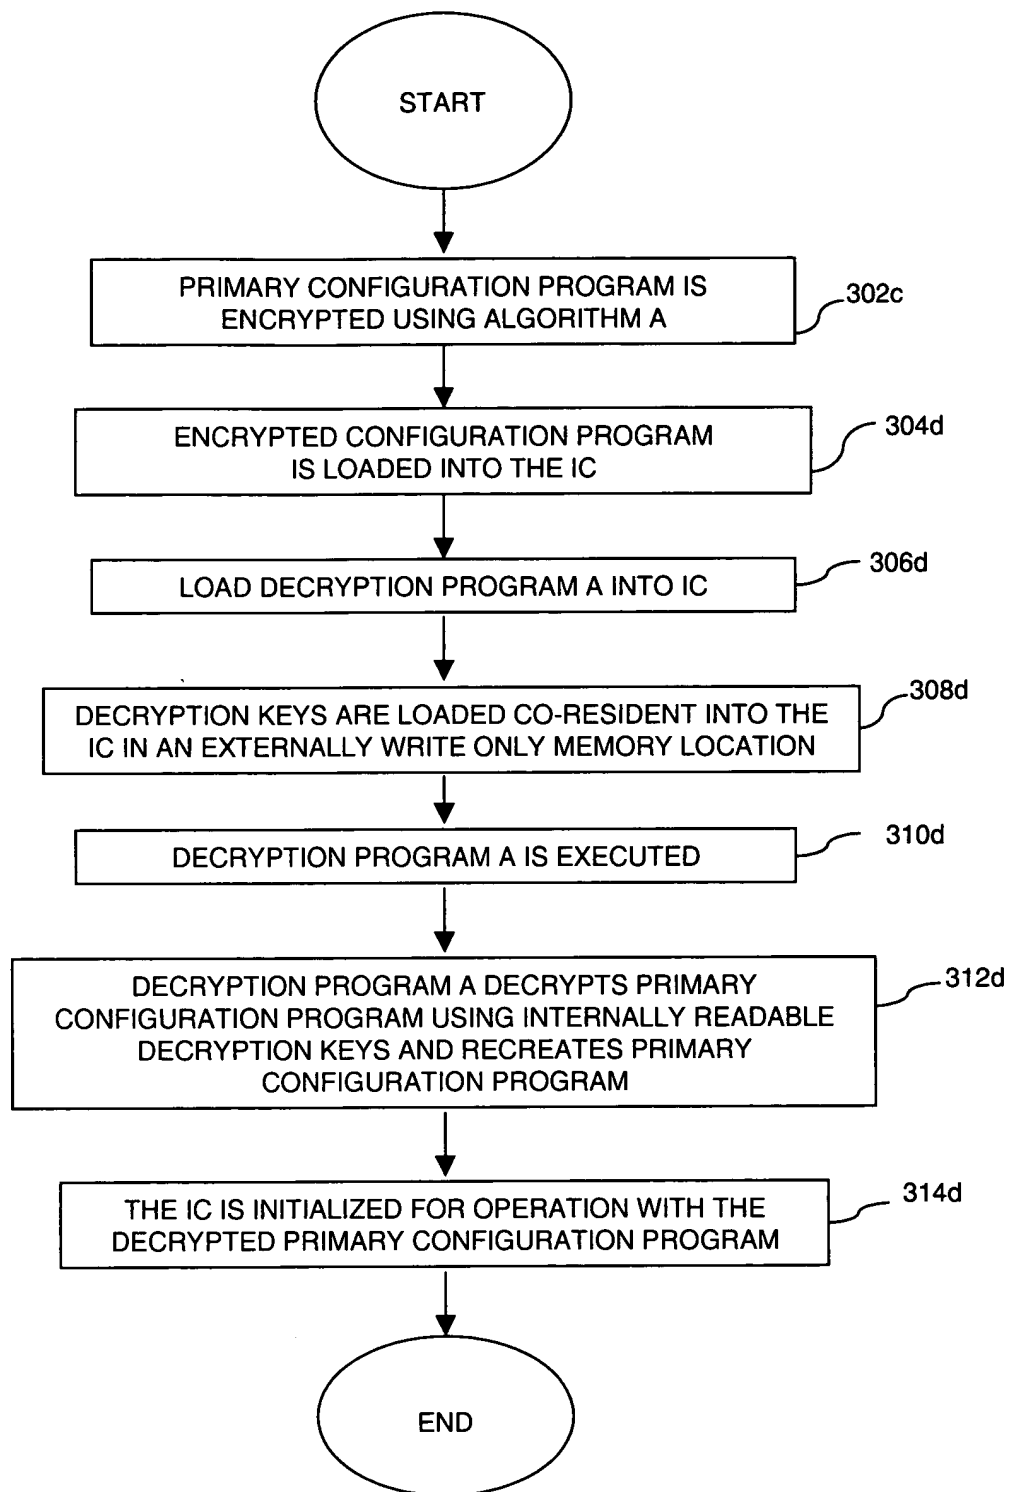 START
PRIMARY CONFIGURATION PROGRAM IS
ENCRYPTED USING ALGORITHM A
302c
ENCRYPTED CONFIGURATION PROGRAM
IS LOADED INTO THE IC
304d
LOAD DECRYPTION PROGRAM A INTO IC
306d
DECRYPTION KEYS ARE LOADED CO-RESIDENT INTO THE
IC IN AN EXTERNALLY WRITE ONLY MEMORY LOCATION
308d
DECRYPTION PROGRAM A IS EXECUTED
310d
DECRYPTION PROGRAM A DECRYPTS PRIMARY
CONFIGURATION PROGRAM USING INTERNALLY READABLE
DECRYPTION KEYS AND RECREATES PRIMARY
CONFIGURATION PROGRAM
312d
THE IC IS INITIALIZED FOR OPERATION WITH THE
DECRYPTED PRIMARY CONFIGURATION PROGRAM
314d
END